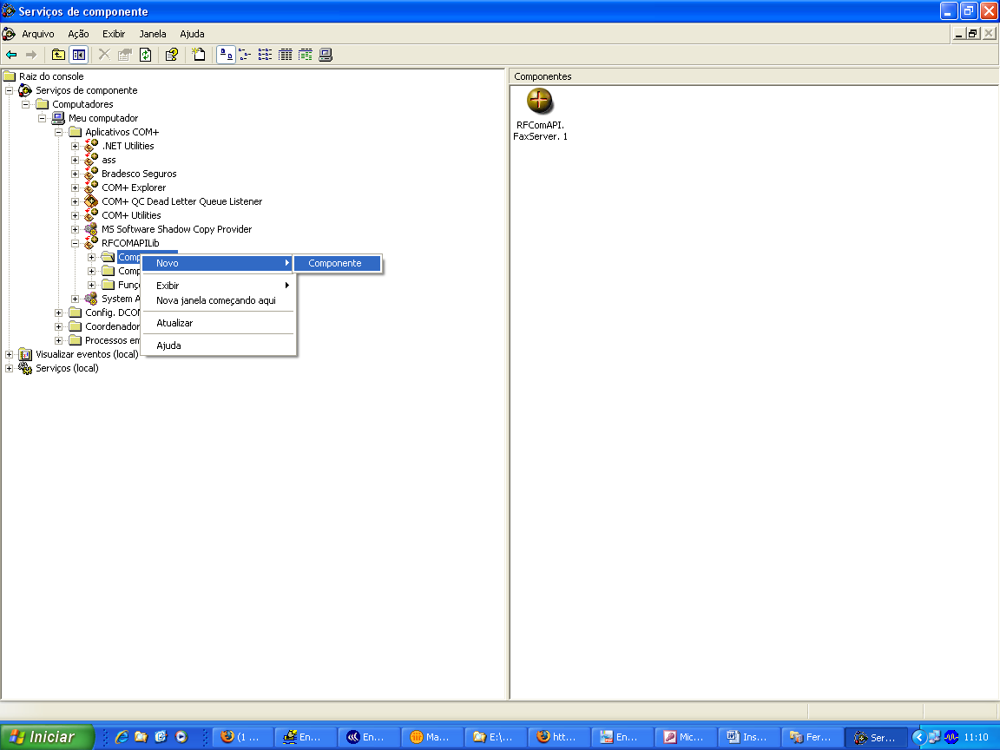 Serviços de componente
Arquivo Ação Exibir Janela Ajuda
Raiz do console
Serviços de componente
Computadores
Meu computador
Aplicativos COM+
.NET Utilities
ass
Bradesco Seguros
COM+ Explorer
COM+ QC Dead Letter Queue Listener
COM+ Utilities
MS Software Shadow Copy Provider
RFCOMAPILib
Comp
Comp
Funç
System A
Config. DCOM
Coordenador
Processos em
Visualizar eventos (local)
Serviços (local)
Novo
Exibir
Nova janela começando aqui
Atualizar
Ajuda
Componente
Componentes
RFComAPI.
FaxServer. 1
Iniciar
(1 ...
En...
En...
Ma...
E:\...
htt...
En...
Mic...
Ins...
Fer...
Ser...
11:10